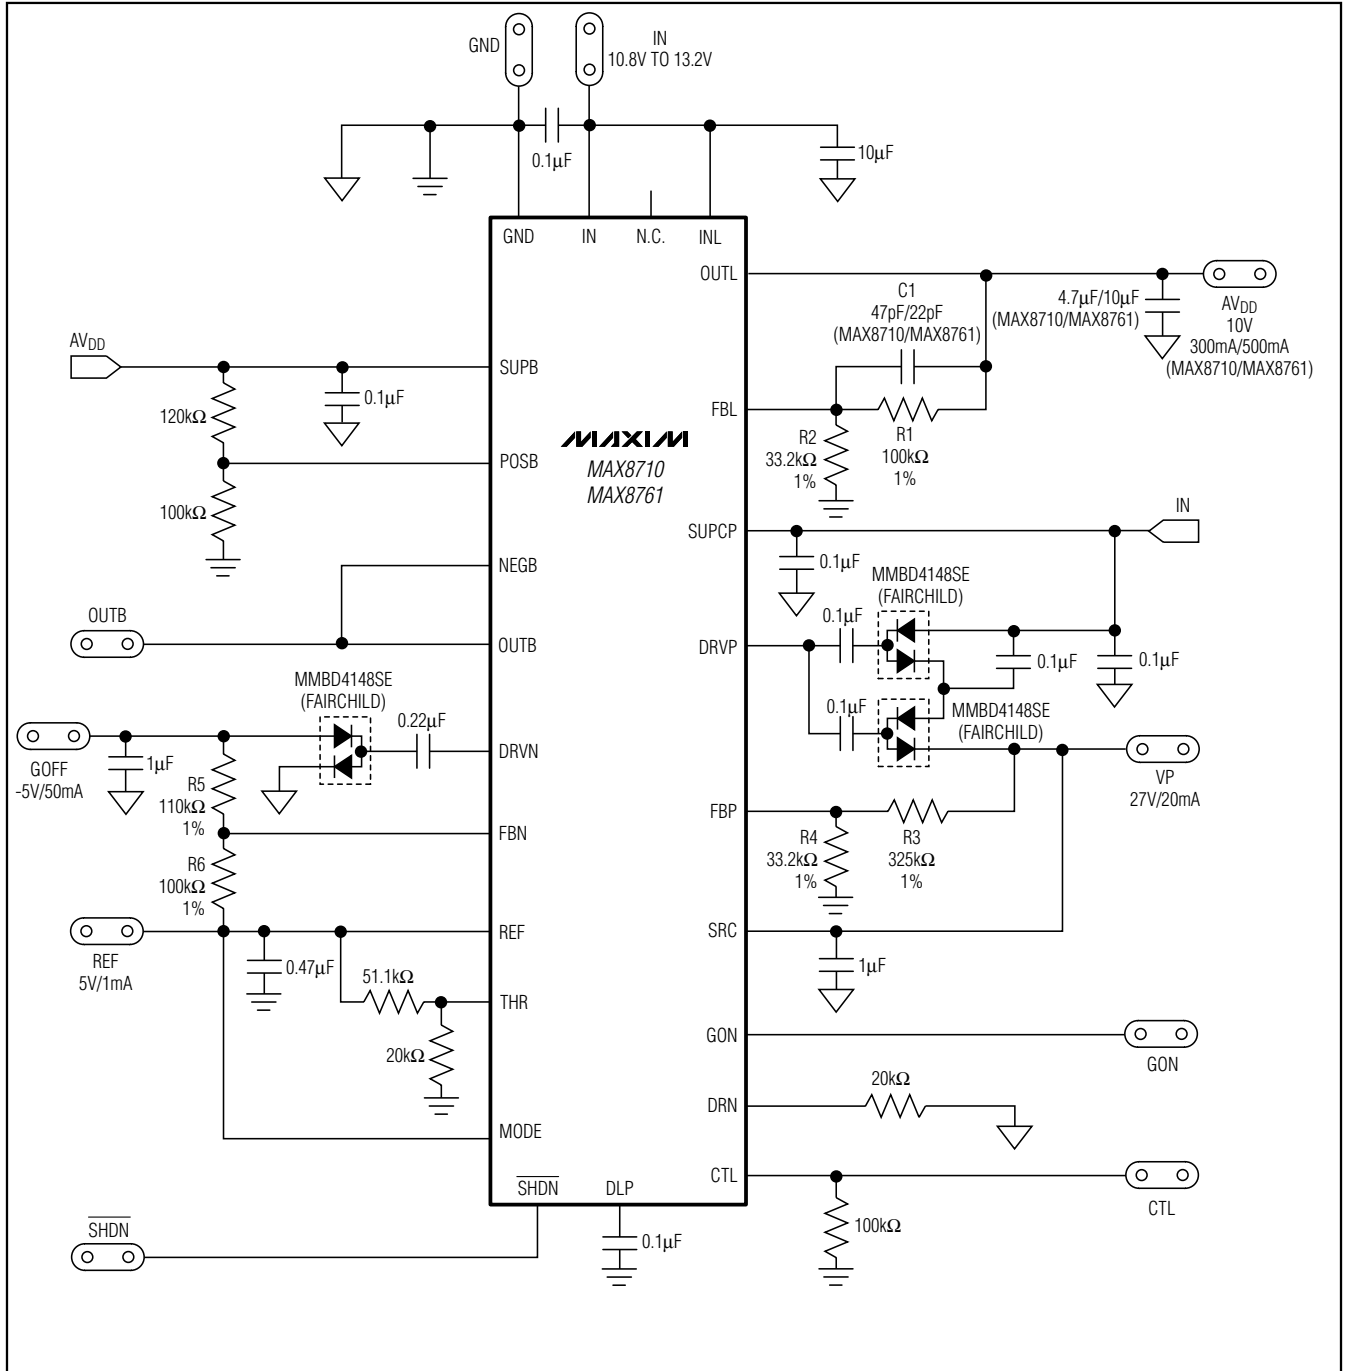 GND
IN
10.8V TO 13.2V
0.1µF
10µF
GND
IN
N.C.
INL
OUTL
C1
47pF/22pF
(MAX8710/MAX8761)
4.7µF/10µF
(MAX8710/MAX8761)
AVDD
10V
300mA/500mA
(MAX8710/MAX8761)
AVDD
SUPB
120kΩ
0.1µF
FBL
R2
33.2kΩ
1%
R1
100kΩ
1%
MAXIM
MAX8710
MAX8761
POSB
100kΩ
SUPCP
IN
0.1µF
NEGB
MMBD4148SE
(FAIRCHILD)
0.1µF
OUTB
OUTB
DRVP
0.1µF
0.1µF
MMBD4148SE
(FAIRCHILD)
0.22µF
0.1µF
MMBD4148SE
(FAIRCHILD)
GOFF
-5V/50mA
1µF
DRVN
VP
27V/20mA
R5
110kΩ
1%
FBN
FBP
R4
33.2kΩ
1%
R3
325kΩ
1%
R6
100kΩ
1%
REF
5V/1mA
REF
SRC
0.47µF
51.1kΩ
1µF
THR
20kΩ
GON
GON
DRN
20kΩ
MODE
CTL
CTL
100kΩ
SHDN
DLP
SHDN
0.1µF